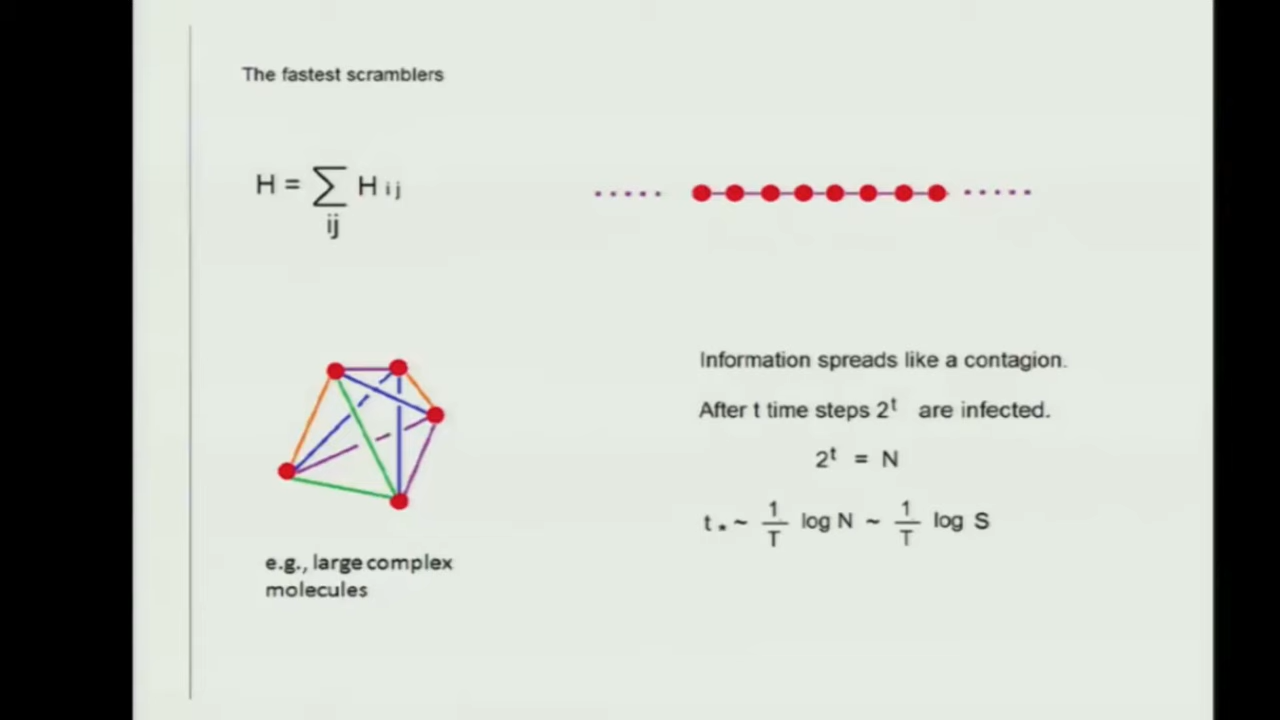 The fastest scramblers
H = ∑ H i j
ij
Information spreads like a contagion.
After t time steps 2ᵗ are infected.
2ᵗ = N
t * ~ 1/T log N ~ 1/T log S
e.g., large complex
molecules